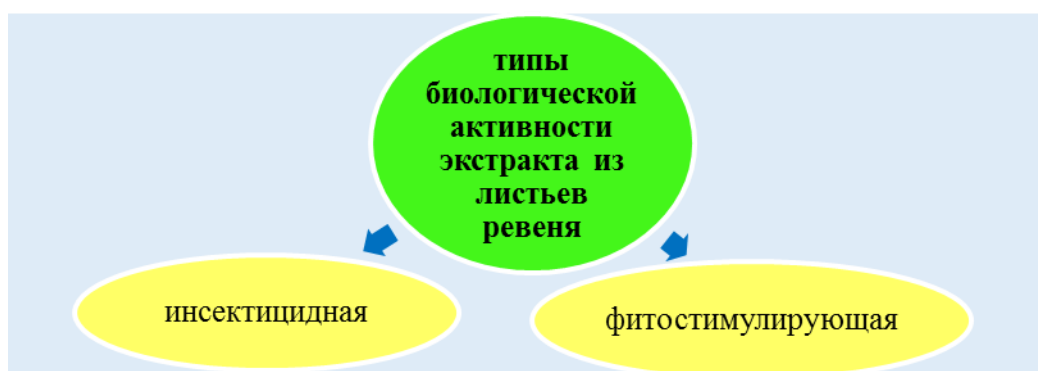 типы
биологической
активности
экстракта из
листьев
ревеня
инсектицидная
фитостимулирующая